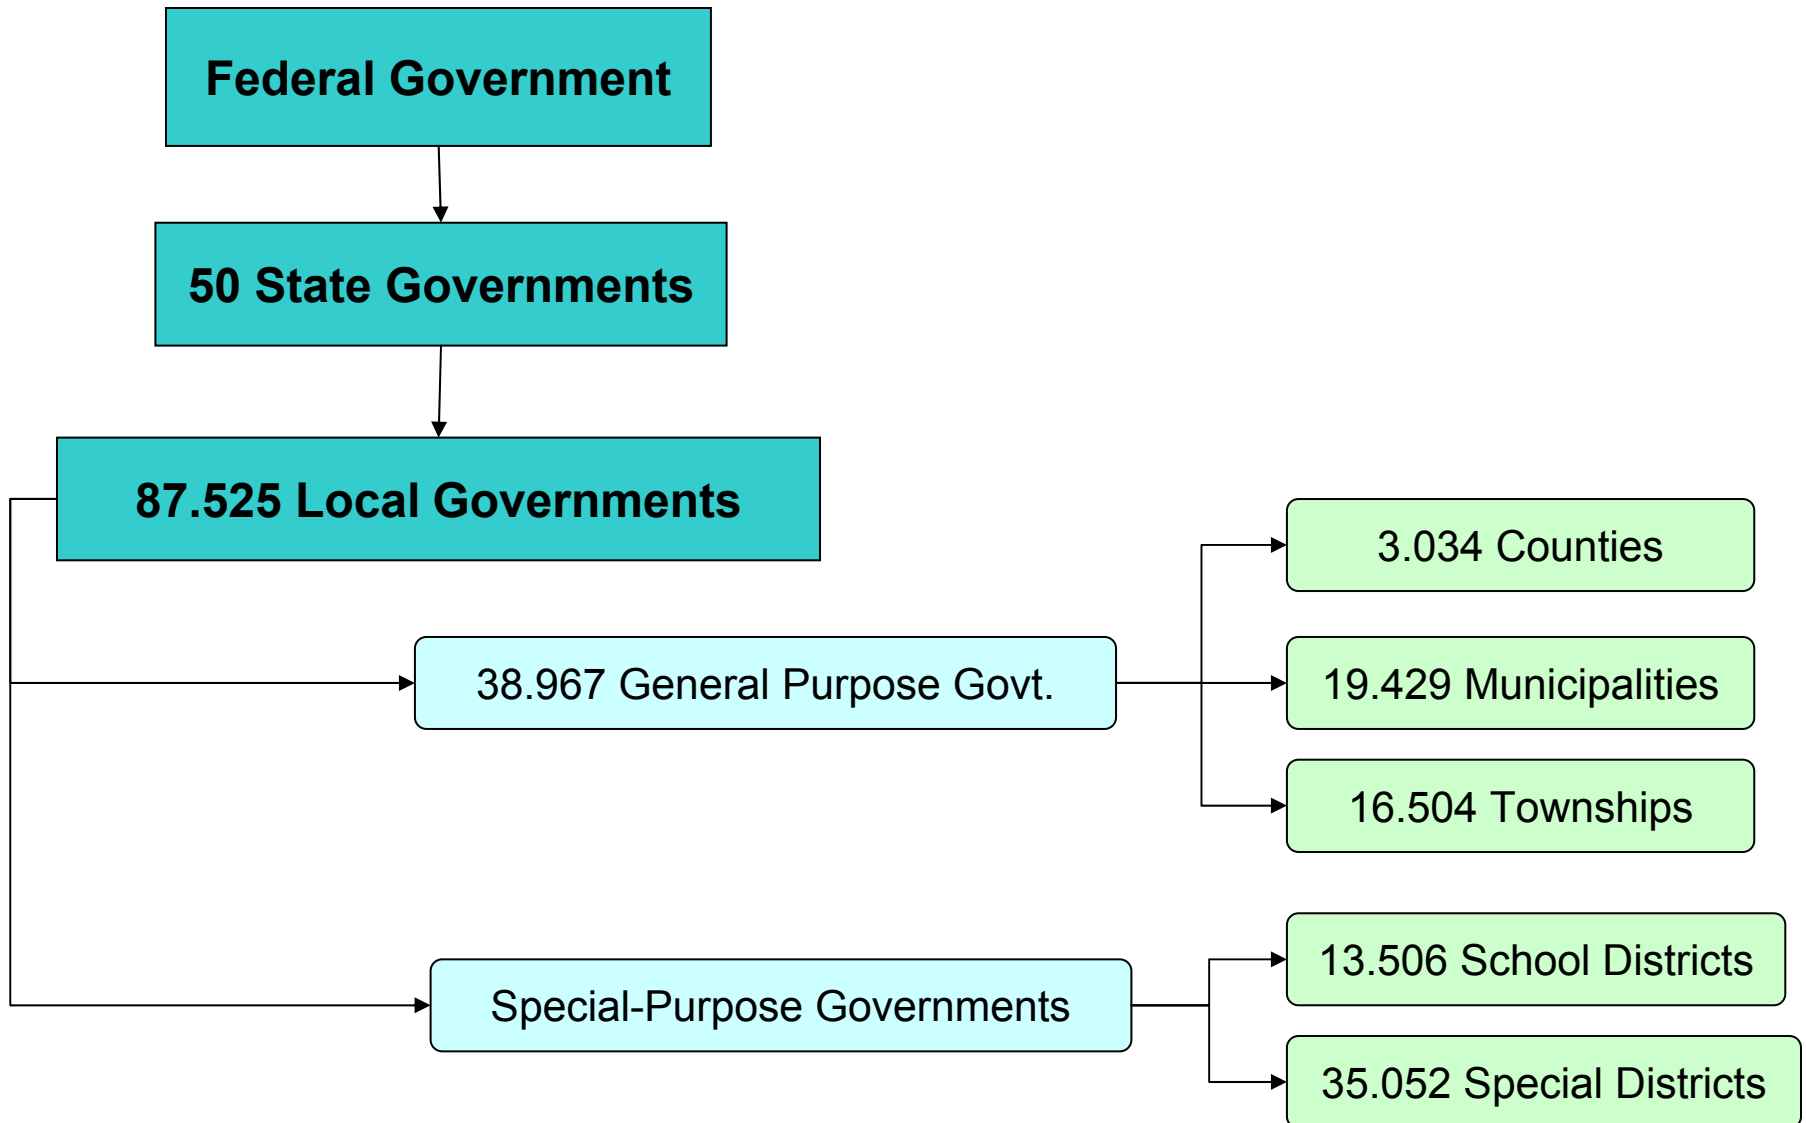 Federal Government
50 State Governments
87.525 Local Governments
3.034 Counties
38.967 General Purpose Govt.
19.429 Municipalities
16.504 Townships
13.506 School Districts
Special-Purpose Governments
35.052 Special Districts